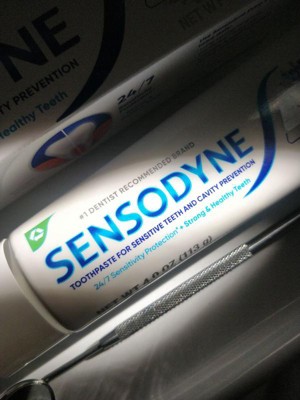 NE
TY PREVENTION
Healthy Teeth
24/7
#1 DENTIST RECOMMENDED BRAND
SENSODYNE
TOOTHPASTE FOR SENSITIVE TEETH AND CAVITY PREVENTION
24/7 Sensitivity Protection* • Strong & Healthy Teeth
NET WT 4.0 OZ (113 g)